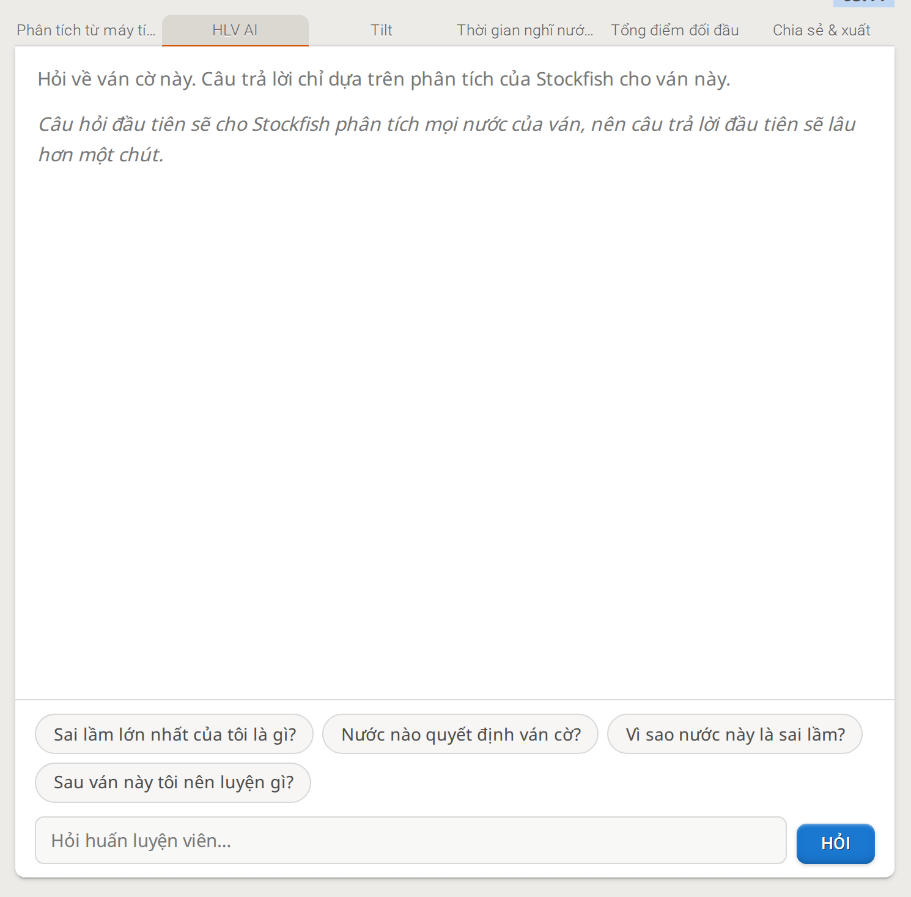 Phân tích từ máy tí...
HLV AI
Tilt
Thời gian nghĩ nướ...
Tổng điểm đối đầu
Chia sẻ & xuất
Hỏi về ván cờ này. Câu trả lời chỉ dựa trên phân tích của Stockfish cho ván này.
Câu hỏi đầu tiên sẽ cho Stockfish phân tích mọi nước của ván, nên câu trả lời đầu tiên sẽ lâu
hơn một chút.
Sai lầm lớn nhất của tôi là gì?
Nước nào quyết định ván cờ?
Vì sao nước này là sai lầm?
Sau ván này tôi nên luyện gì?
Hỏi huấn luyện viên...
HỎI